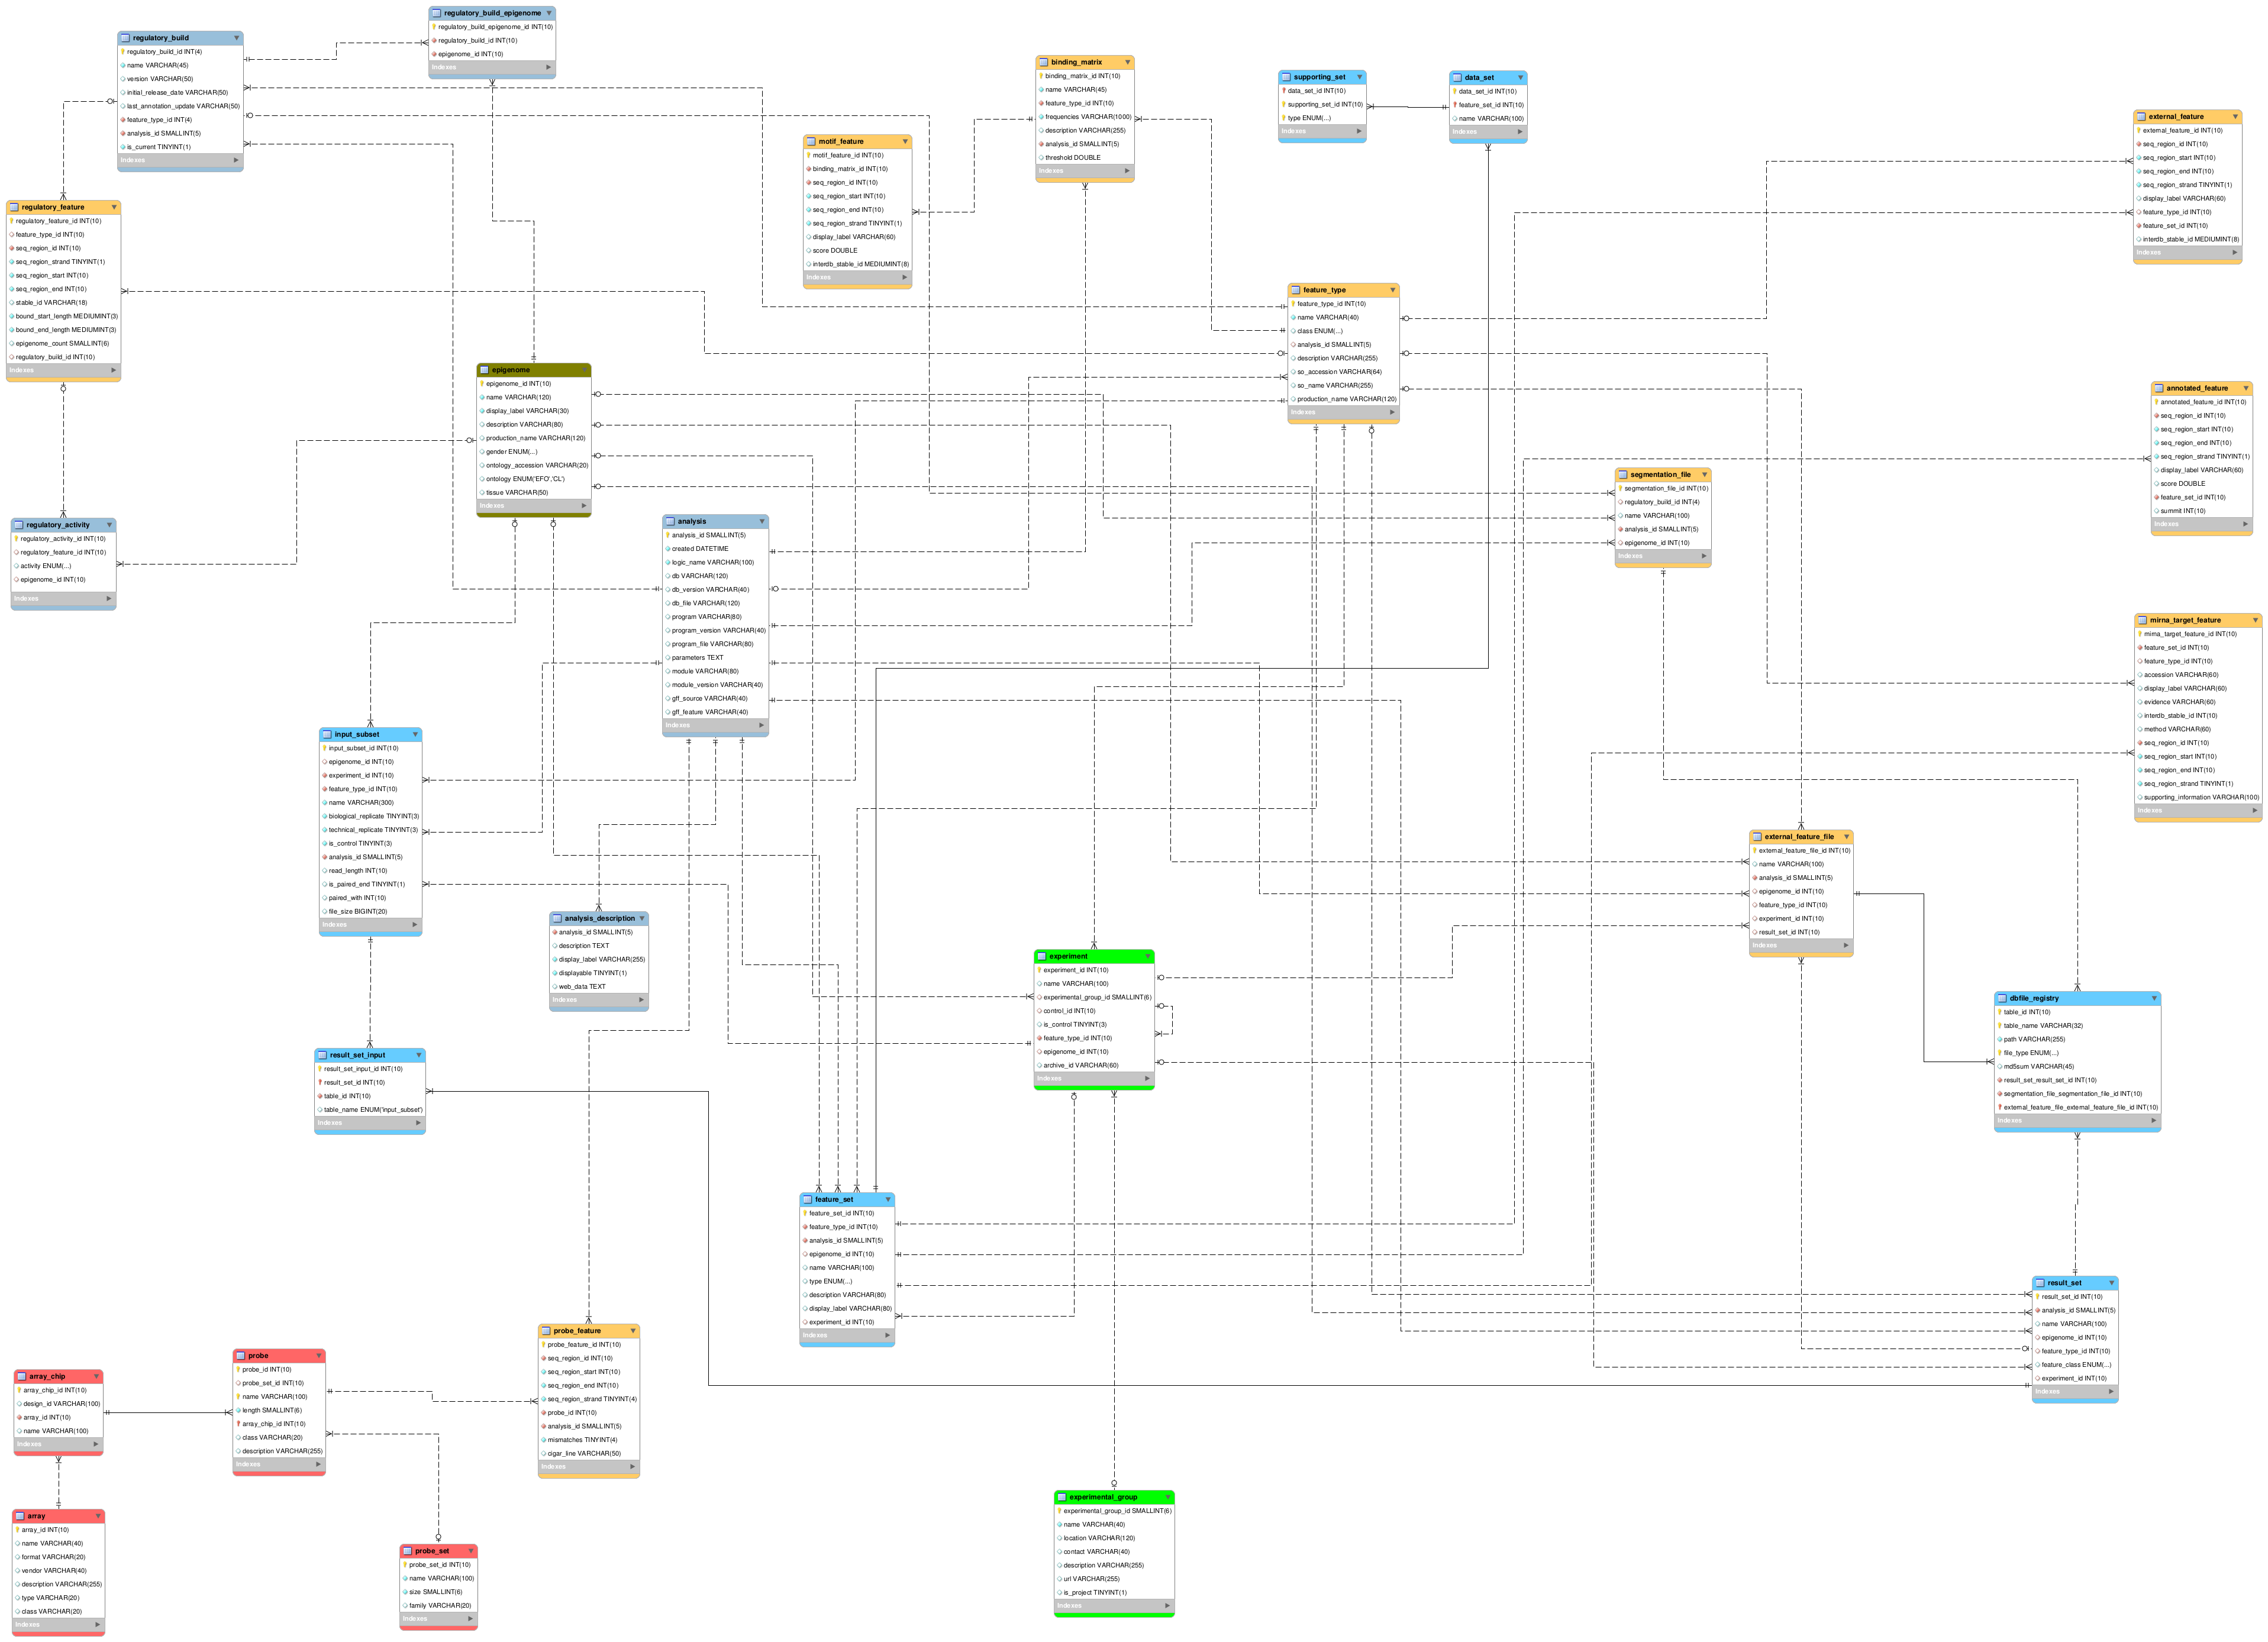 regulatory_build_epigenome
regulatory_build_epigenome_id INT(10)
regulatory_build_id INT(10)
epigenome_id INT(10)
Indexes
regulatory_build
regulatory_build_id INT(4)
name VARCHAR(45)
version VARCHAR(50)
initial_release_date VARCHAR(50)
last_annotation_update VARCHAR(50)
feature_type_id INT(4)
analysis_id SMALLINT(5)
is_current TINYINT(1)
Indexes
binding_matrix
binding_matrix_id INT(10)
name VARCHAR(45)
feature_type_id INT(10)
frequencies VARCHAR(1000)
description VARCHAR(255)
analysis_id SMALLINT(5)
threshold DOUBLE
Indexes
supporting_set
data_set_id INT(10)
supporting_set_id INT(10)
type ENUM(...)
Indexes
data_set
data_set_id INT(10)
feature_set_id INT(10)
name VARCHAR(100)
Indexes
external_feature
external_feature_id INT(10)
seq_region_id INT(10)
seq_region_start INT(10)
seq_region_end INT(10)
seq_region_strand TINYINT(1)
display_label VARCHAR(60)
feature_type_id INT(10)
feature_set_id INT(10)
interdb_stable_id MEDIUMINT(8)
Indexes
motif_feature
motif_feature_id INT(10)
binding_matrix_id INT(10)
seq_region_id INT(10)
seq_region_start INT(10)
seq_region_end INT(10)
seq_region_strand TINYINT(1)
display_label VARCHAR(60)
score DOUBLE
interdb_stable_id MEDIUMINT(8)
Indexes
regulatory_feature
regulatory_feature_id INT(10)
feature_type_id INT(10)
seq_region_id INT(10)
seq_region_strand TINYINT(1)
seq_region_start INT(10)
seq_region_end INT(10)
stable_id VARCHAR(18)
bound_start_length MEDIUMINT(3)
bound_end_length MEDIUMINT(3)
epigenome_count SMALLINT(6)
regulatory_build_id INT(10)
Indexes
feature_type
feature_type_id INT(10)
name VARCHAR(40)
class ENUM(...)
analysis_id SMALLINT(5)
description VARCHAR(255)
so_accession VARCHAR(64)
so_name VARCHAR(255)
production_name VARCHAR(120)
Indexes
epigenome
epigenome_id INT(10)
name VARCHAR(120)
display_label VARCHAR(30)
description VARCHAR(80)
production_name VARCHAR(120)
gender ENUM(...)
ontology_accession VARCHAR(20)
ontology ENUM('EFO','CL')
tissue VARCHAR(50)
Indexes
annotated_feature
annotated_feature_id INT(10)
seq_region_id INT(10)
seq_region_start INT(10)
seq_region_end INT(10)
seq_region_strand TINYINT(1)
display_label VARCHAR(60)
score DOUBLE
feature_set_id INT(10)
summit INT(10)
Indexes
segmentation_file
segmentation_file_id INT(10)
regulatory_build_id INT(4)
name VARCHAR(100)
analysis_id SMALLINT(5)
epigenome_id INT(10)
Indexes
regulatory_activity
regulatory_activity_id INT(10)
regulatory_feature_id INT(10)
activity ENUM(...)
epigenome_id INT(10)
Indexes
analysis
analysis_id SMALLINT(5)
created DATETIME
logic_name VARCHAR(100)
db VARCHAR(120)
db_version VARCHAR(40)
db_file VARCHAR(120)
program VARCHAR(80)
program_version VARCHAR(40)
program_file VARCHAR(80)
parameters TEXT
module VARCHAR(80)
module_version VARCHAR(40)
gff_source VARCHAR(40)
gff_feature VARCHAR(40)
Indexes
mirna_target_feature
mirna_target_feature_id INT(10)
feature_set_id INT(10)
feature_type_id INT(10)
accession VARCHAR(60)
display_label VARCHAR(60)
evidence VARCHAR(60)
interdb_stable_id INT(10)
method VARCHAR(60)
seq_region_id INT(10)
seq_region_start INT(10)
seq_region_end INT(10)
seq_region_strand TINYINT(1)
supporting_information VARCHAR(100)
Indexes
input_subset
input_subset_id INT(10)
epigenome_id INT(10)
experiment_id INT(10)
feature_type_id INT(10)
name VARCHAR(300)
biological_replicate TINYINT(3)
technical_replicate TINYINT(3)
is_control TINYINT(3)
analysis_id SMALLINT(5)
read_length INT(10)
is_paired_end TINYINT(1)
paired_with INT(10)
file_size BIGINT(20)
Indexes
external_feature_file
external_feature_file_id INT(10)
name VARCHAR(100)
analysis_id SMALLINT(5)
epigenome_id INT(10)
feature_type_id INT(10)
experiment_id INT(10)
result_set_id INT(10)
Indexes
analysis_description
analysis_id SMALLINT(5)
description TEXT
display_label VARCHAR(255)
displayable TINYINT(1)
web_data TEXT
Indexes
experiment
experiment_id INT(10)
name VARCHAR(100)
experimental_group_id SMALLINT(6)
control_id INT(10)
is_control TINYINT(3)
feature_type_id INT(10)
epigenome_id INT(10)
archive_id VARCHAR(60)
Indexes
dbfile_registry
table_id INT(10)
table_name VARCHAR(32)
path VARCHAR(255)
file_type ENUM(...)
md5sum VARCHAR(45)
result_set_result_set_id INT(10)
segmentation_file_segmentation_file_id INT(10)
external_feature_file_external_feature_file_id INT(10)
Indexes
result_set_input
result_set_input_id INT(10)
result_set_id INT(10)
table_id INT(10)
table_name ENUM('input_subset')
Indexes
feature_set
feature_set_id INT(10)
feature_type_id INT(10)
analysis_id SMALLINT(5)
epigenome_id INT(10)
name VARCHAR(100)
type ENUM(...)
description VARCHAR(80)
display_label VARCHAR(80)
experiment_id INT(10)
Indexes
result_set
result_set_id INT(10)
analysis_id SMALLINT(5)
name VARCHAR(100)
epigenome_id INT(10)
feature_type_id INT(10)
feature_class ENUM(...)
experiment_id INT(10)
Indexes
probe_feature
probe_feature_id INT(10)
seq_region_id INT(10)
seq_region_start INT(10)
seq_region_end INT(10)
seq_region_strand TINYINT(4)
probe_id INT(10)
analysis_id SMALLINT(5)
mismatches TINYINT(4)
cigar_line VARCHAR(50)
Indexes
probe
probe_id INT(10)
probe_set_id INT(10)
name VARCHAR(100)
length SMALLINT(6)
array_chip_id INT(10)
class VARCHAR(20)
description VARCHAR(255)
Indexes
array_chip
array_chip_id INT(10)
design_id VARCHAR(100)
array_id INT(10)
name VARCHAR(100)
Indexes
experimental_group
experimental_group_id SMALLINT(6)
name VARCHAR(40)
location VARCHAR(120)
contact VARCHAR(40)
description VARCHAR(255)
url VARCHAR(255)
is_project TINYINT(1)
Indexes
array
array_id INT(10)
name VARCHAR(40)
format VARCHAR(20)
vendor VARCHAR(40)
description VARCHAR(255)
type VARCHAR(20)
class VARCHAR(20)
Indexes
probe_set
probe_set_id INT(10)
name VARCHAR(100)
size SMALLINT(6)
family VARCHAR(20)
Indexes